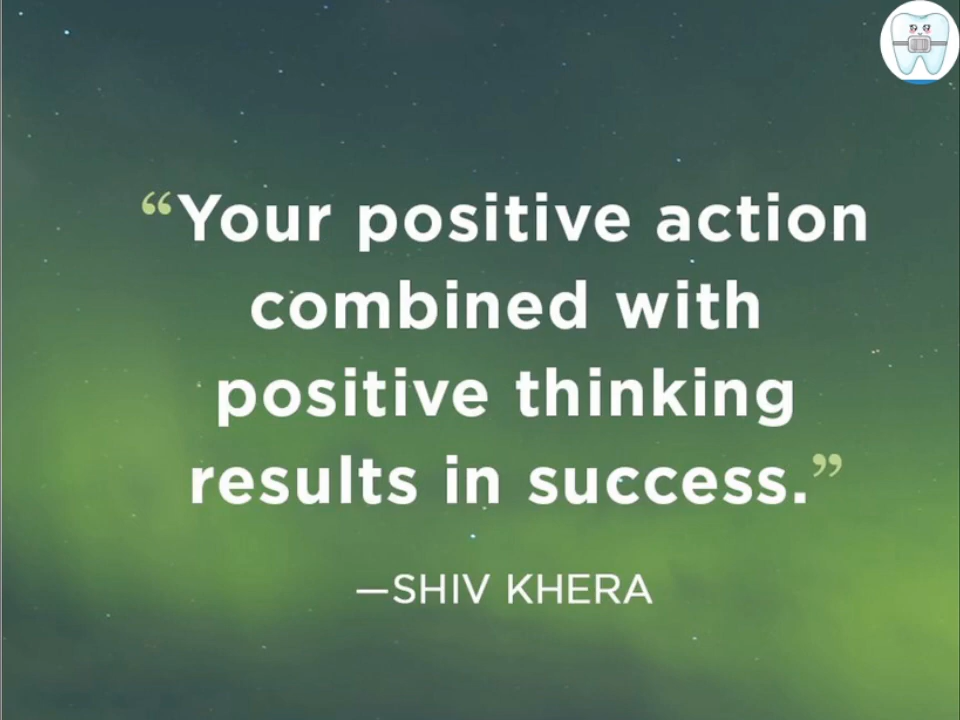 “Your positive action
combined with
positive thinking
results in success.”
—SHIV KHERA